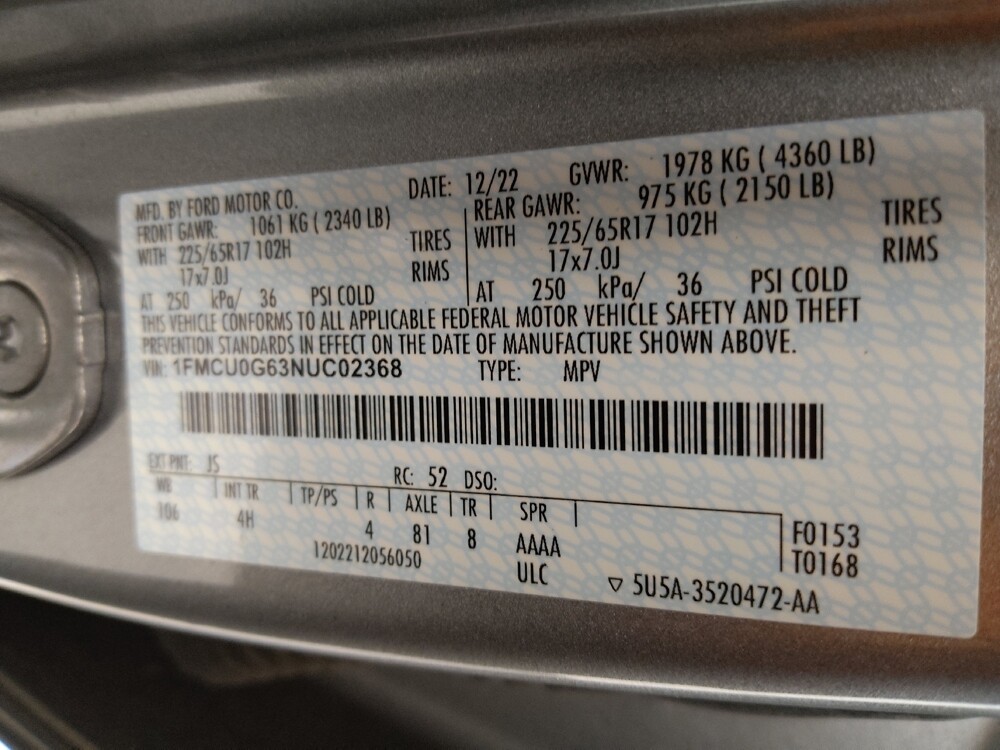 MFD. BY FORD MOTOR CO. DATE: 12/22 GVWR: 1978 KG ( 4360 LB)
FRONT GAWR: 1061 KG ( 2340 LB) REAR GAWR: 975 KG ( 2150 LB)
WITH 225/65R17 102H TIRES WITH 225/65R17 102H TIRES
17x7.0J RIMS 17x7.0J RIMS
AT 250 kPa/ 36 PSI COLD AT 250 kPa/ 36 PSI COLD
THIS VEHICLE CONFORMS TO ALL APPLICABLE FEDERAL MOTOR VEHICLE SAFETY AND THEFT
PREVENTION STANDARDS IN EFFECT ON THE DATE OF MANUFACTURE SHOWN ABOVE.
VIN: 1FMCU0G63NUC02368 TYPE: MPV
EXT PNT: JS RC: 52 DSO:
WB INT TR TP/PS R AXLE TR SPR
106 4H 4 81 8 AAAA F0153
1202212056050 ULC T0168
▽ 5U5A-3520472-AA